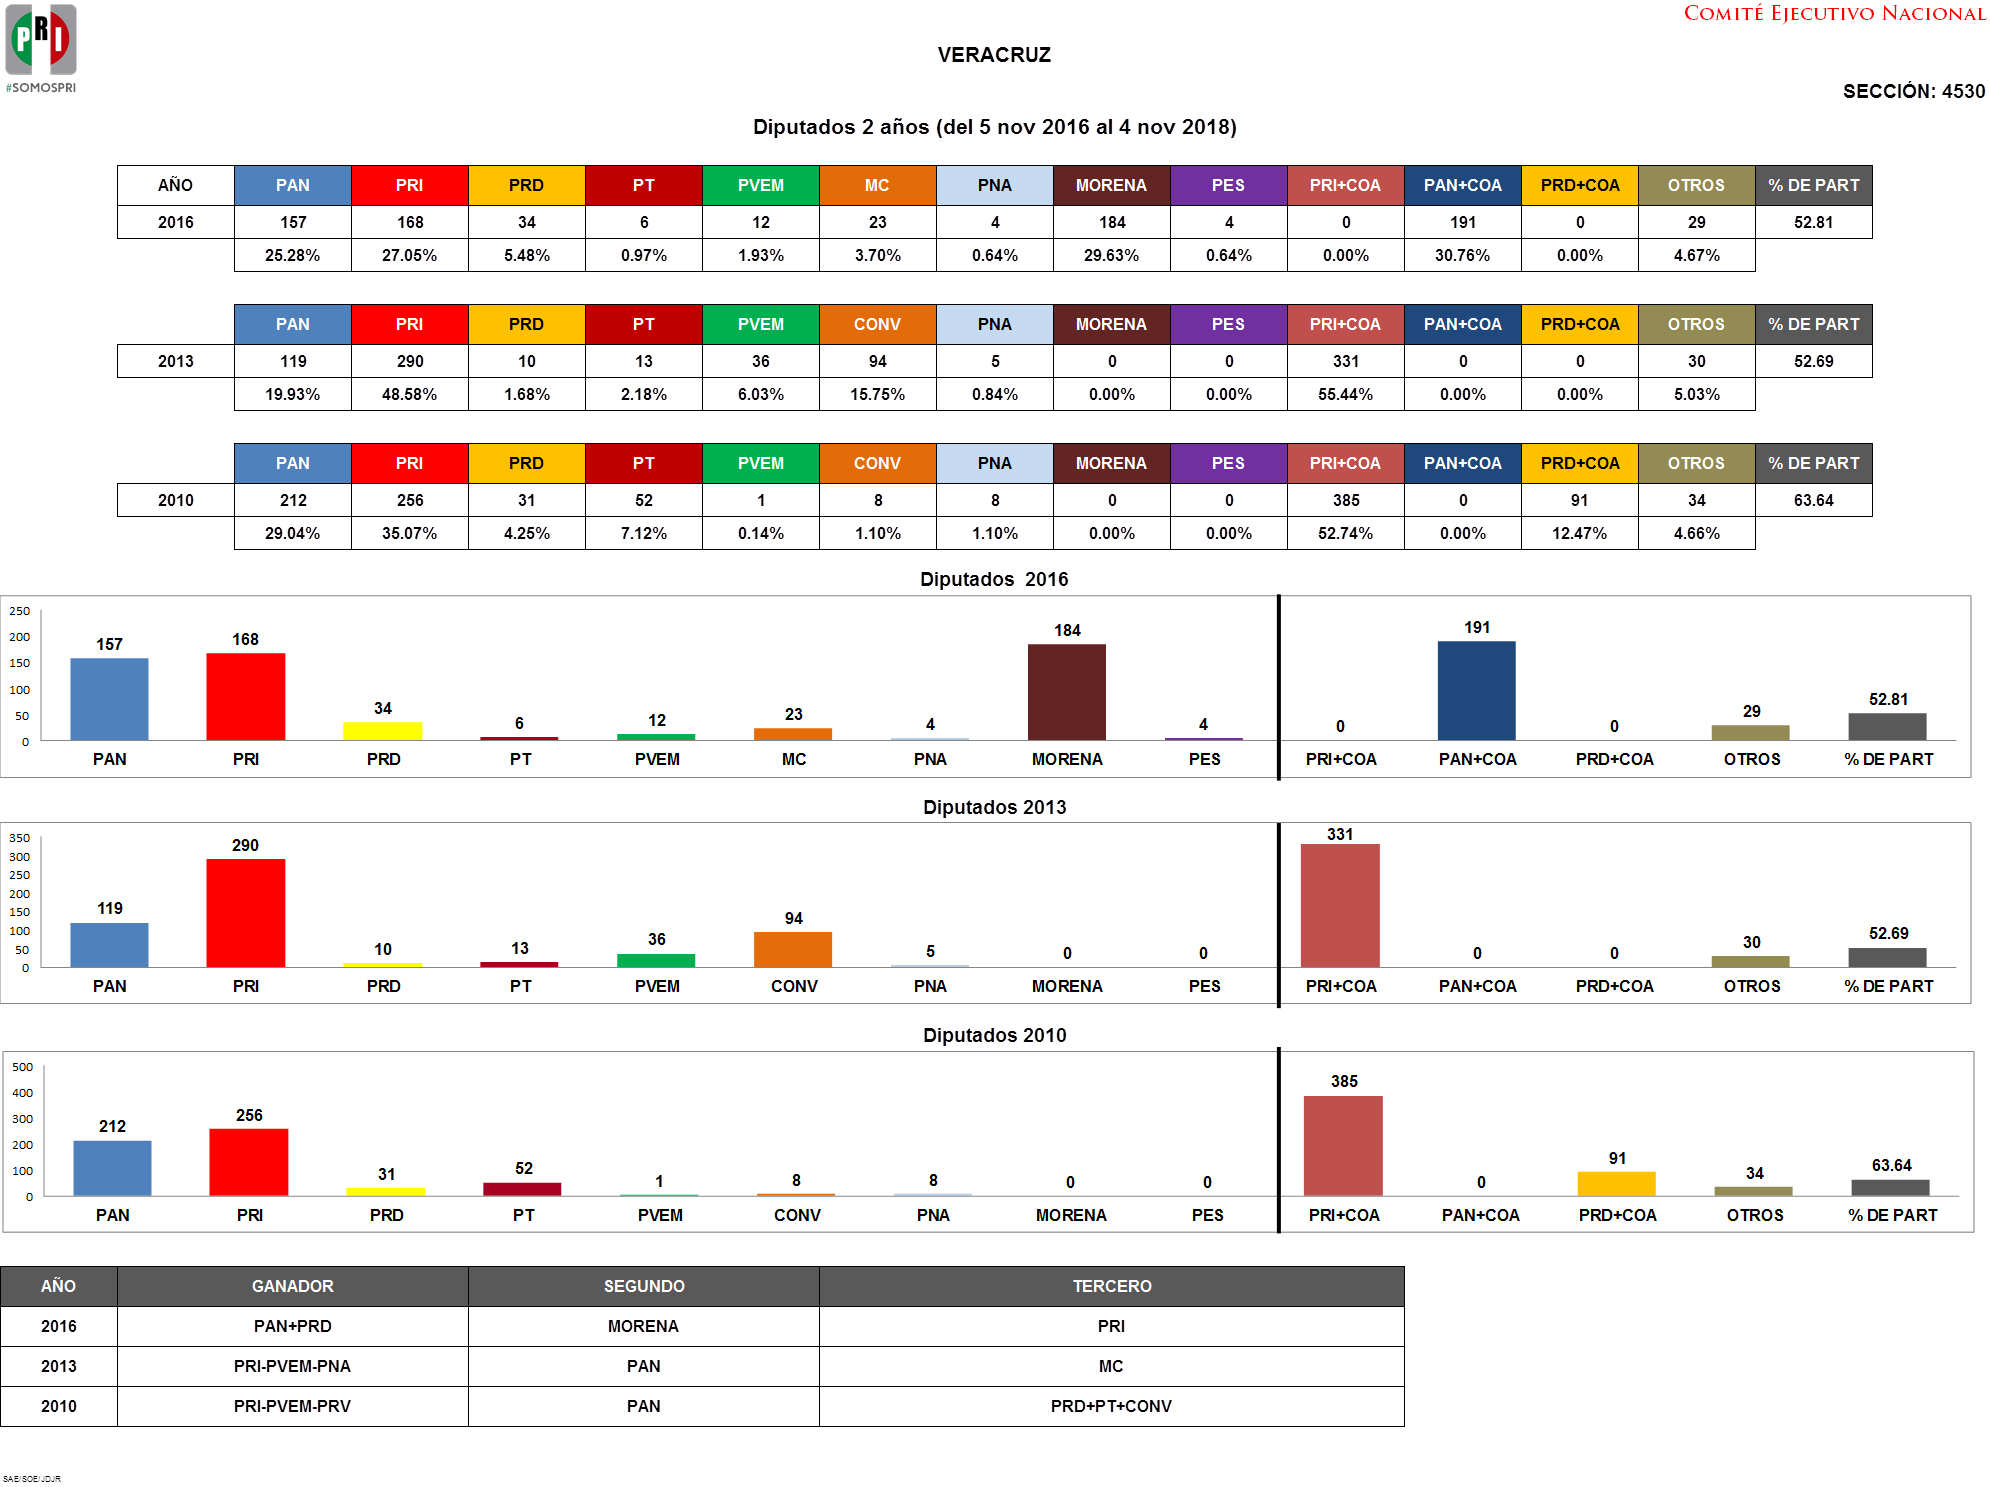 PRI
#SOMOSPRI
COMITÉ EJECUTIVO NACIONAL
VERACRUZ
SECCIÓN: 4530
Diputados 2 años (del 5 nov 2016 al 4 nov 2018)
AÑO PAN PRI PRD PT PVEM MC PNA MORENA PES PRI+COA PAN+COA PRD+COA OTROS % DE PART
2016 157 168 34 6 12 23 4 184 4 0 191 0 29 52.81
25.28% 27.05% 5.48% 0.97% 1.93% 3.70% 0.64% 29.63% 0.64% 0.00% 30.76% 0.00% 4.67%
PAN PRI PRD PT PVEM CONV PNA MORENA PES PRI+COA PAN+COA PRD+COA OTROS % DE PART
2013 119 290 10 13 36 94 5 0 0 331 0 0 30 52.69
19.93% 48.58% 1.68% 2.18% 6.03% 15.75% 0.84% 0.00% 0.00% 55.44% 0.00% 0.00% 5.03%
PAN PRI PRD PT PVEM CONV PNA MORENA PES PRI+COA PAN+COA PRD+COA OTROS % DE PART
2010 212 256 31 52 1 8 8 0 0 385 0 91 34 63.64
29.04% 35.07% 4.25% 7.12% 0.14% 1.10% 1.10% 0.00% 0.00% 52.74% 0.00% 12.47% 4.66%
Diputados 2016
250
200
150
100
50
0
157 168 34 6 12 23 4 184 4 0 191 0 29 52.81
PAN PRI PRD PT PVEM MC PNA MORENA PES PRI+COA PAN+COA PRD+COA OTROS % DE PART
Diputados 2013
350
300
250
200
150
100
50
0
119 290 10 13 36 94 5 0 0 331 0 0 30 52.69
PAN PRI PRD PT PVEM CONV PNA MORENA PES PRI+COA PAN+COA PRD+COA OTROS % DE PART
Diputados 2010
500
400
300
200
100
0
212 256 31 52 1 8 8 0 0 385 0 91 34 63.64
PAN PRI PRD PT PVEM CONV PNA MORENA PES PRI+COA PAN+COA PRD+COA OTROS % DE PART
AÑO GANADOR SEGUNDO TERCERO
2016 PAN+PRD MORENA PRI
2013 PRI-PVEM-PNA PAN MC
2010 PRI-PVEM-PRV PAN PRD+PT+CONV
SAE/SOE/JDJR